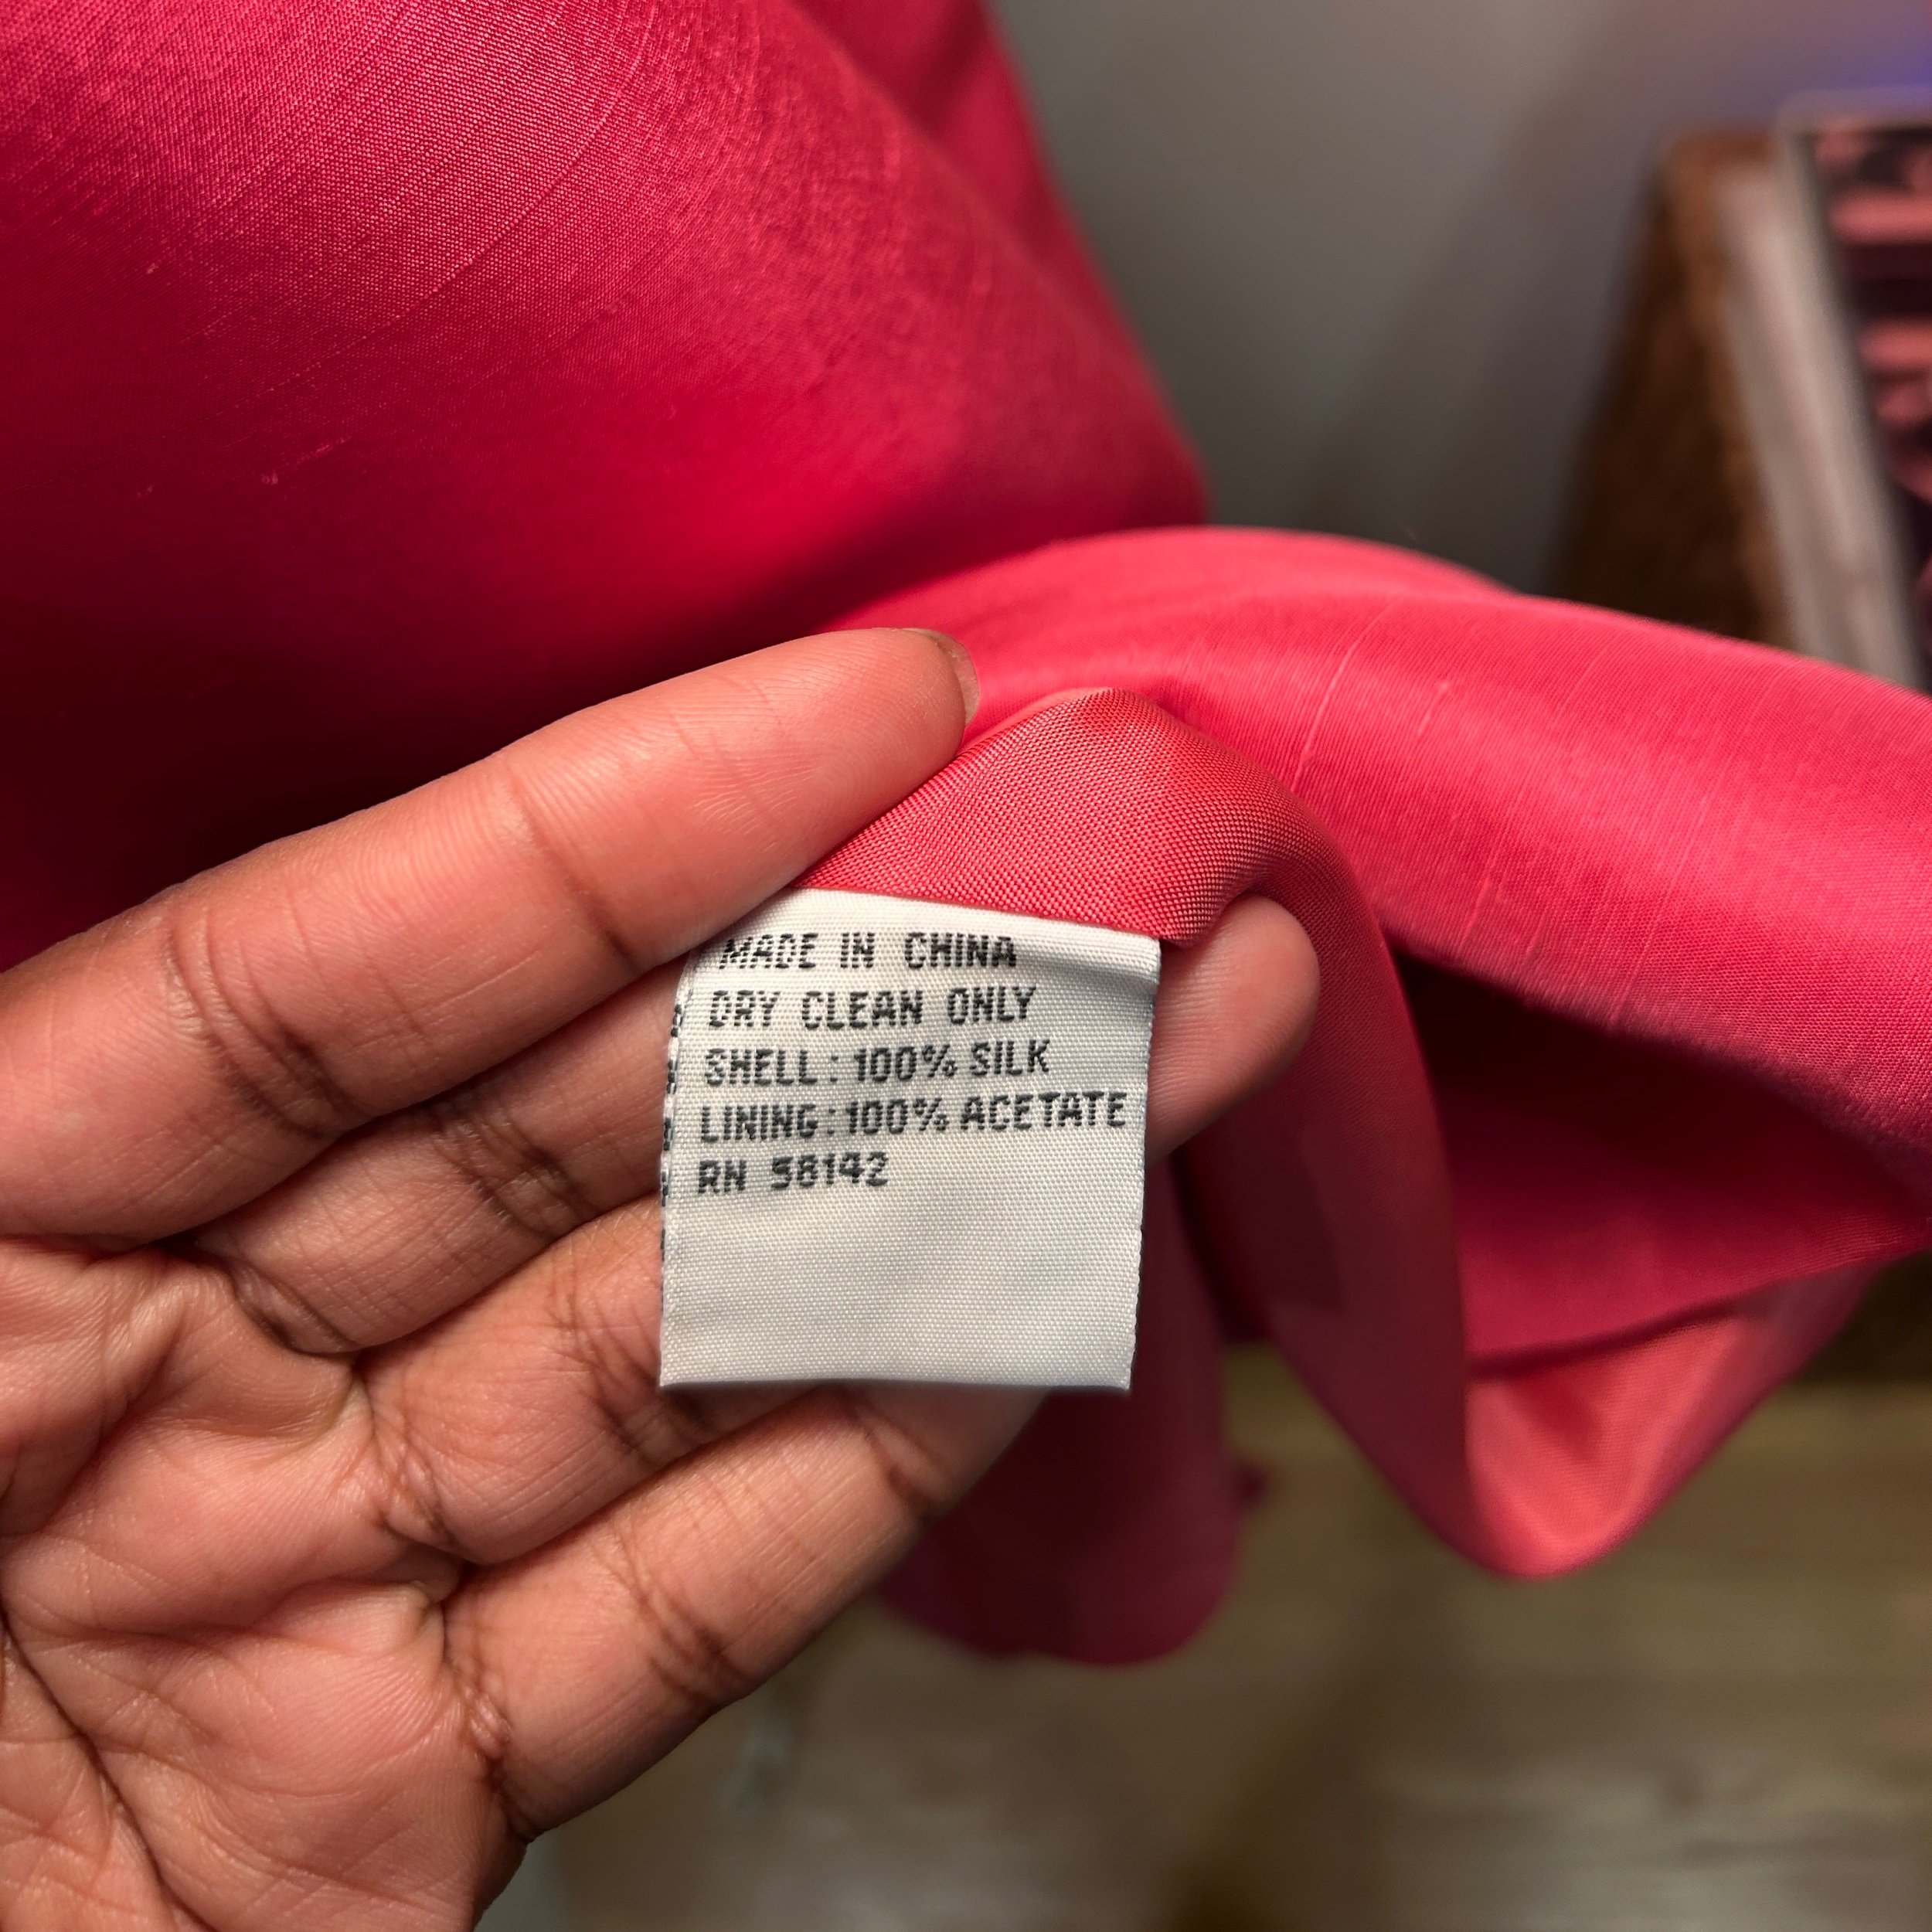 MADE IN CHINA
DRY CLEAN ONLY
SHELL: 100% SILK
LINING: 100% ACETATE
RN 58142